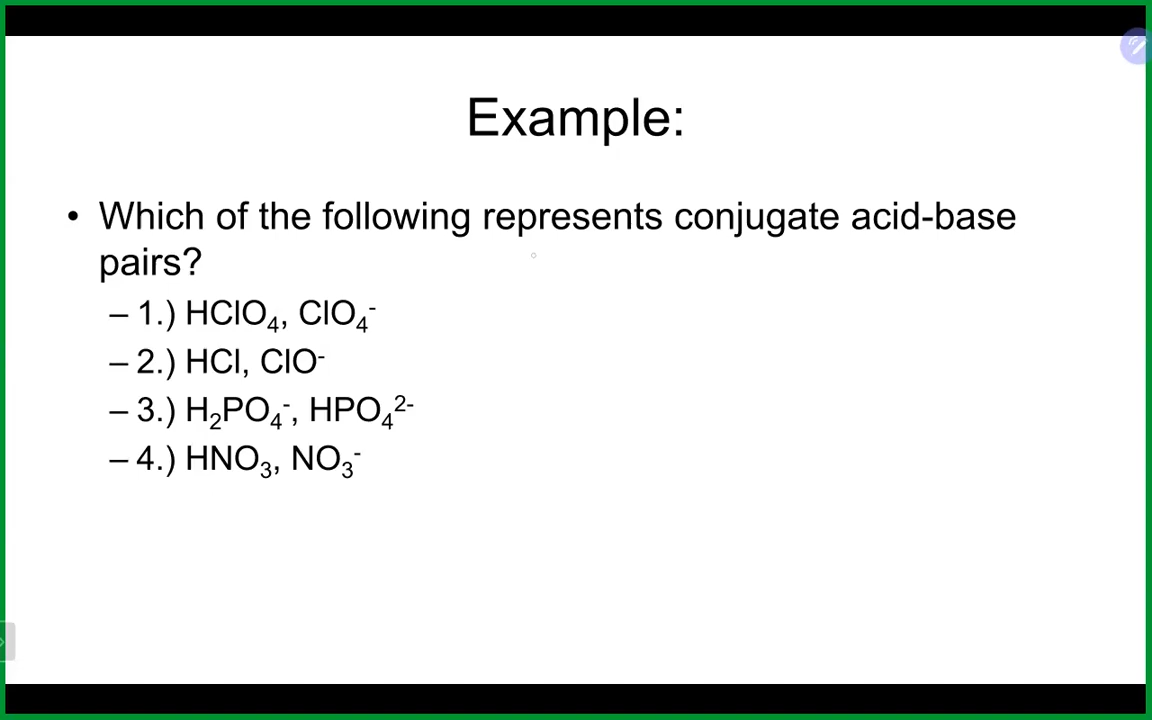 Example:
• Which of the following represents conjugate acid-base
pairs?
– 1.) HClO₄, ClO₄⁻
– 2.) HCl, ClO⁻
– 3.) H₂PO₄⁻, HPO₄²⁻
– 4.) HNO₃, NO₃⁻